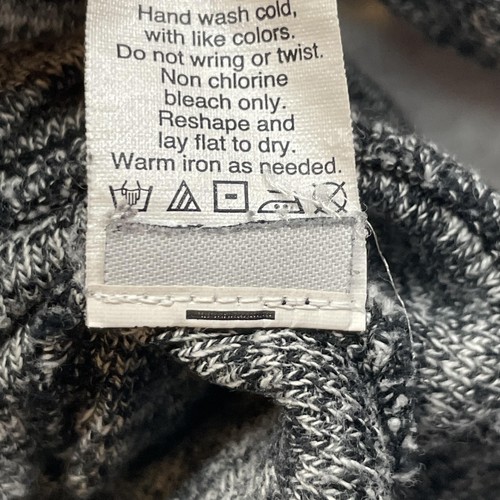 Hand wash cold,
with like colors.
Do not wring or twist.
Non chlorine
bleach only.
Reshape and
lay flat to dry.
Warm iron as needed.